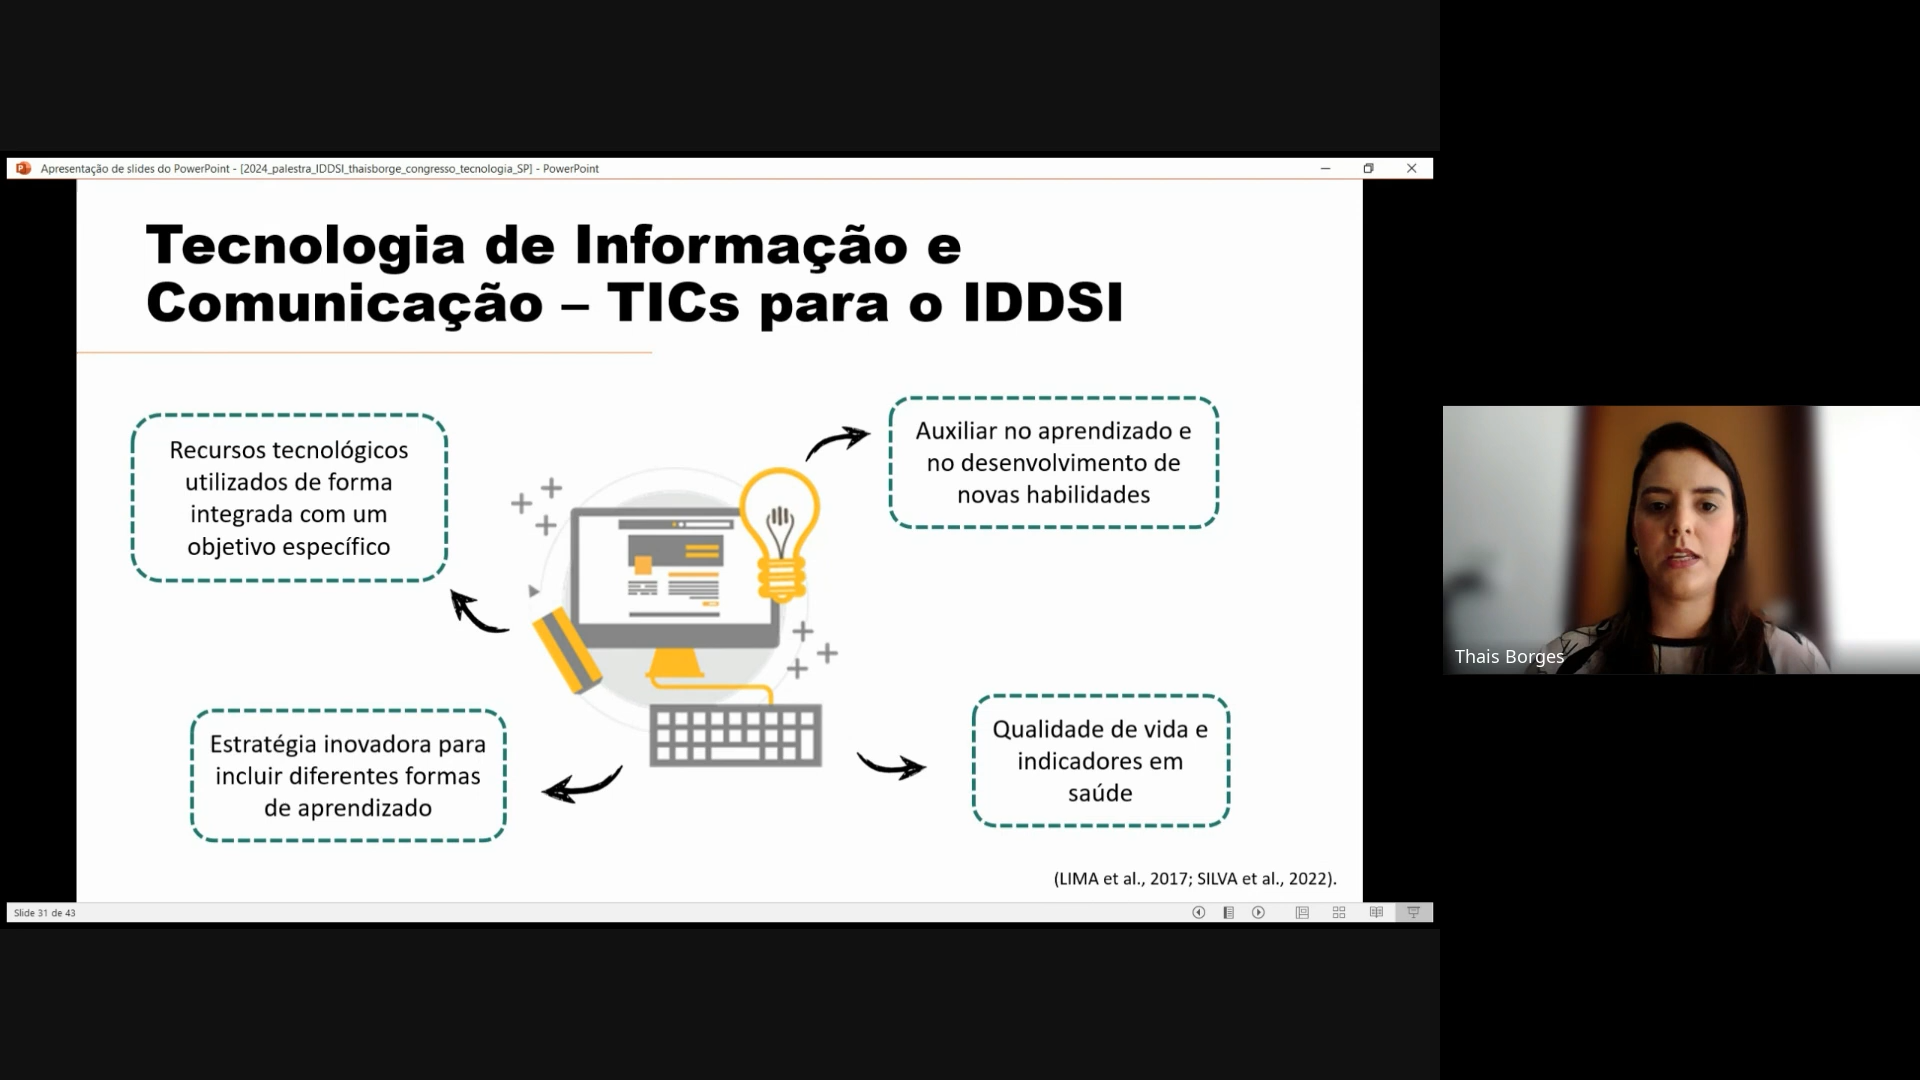 Apresentação de slides do PowerPoint - [2024_palestra_IDDSI_thaisborge_congresso_tecnologia_SP] - PowerPoint
Tecnologia de Informação e
Comunicação – TICs para o IDDSI
Recursos tecnológicos
utilizados de forma
integrada com um
objetivo específico
Auxiliar no aprendizado e
no desenvolvimento de
novas habilidades
Estratégia inovadora para
incluir diferentes formas
de aprendizado
Qualidade de vida e
indicadores em
saúde
(LIMA et al., 2017; SILVA et al., 2022).
Slide 31 de 43
Thais Borges